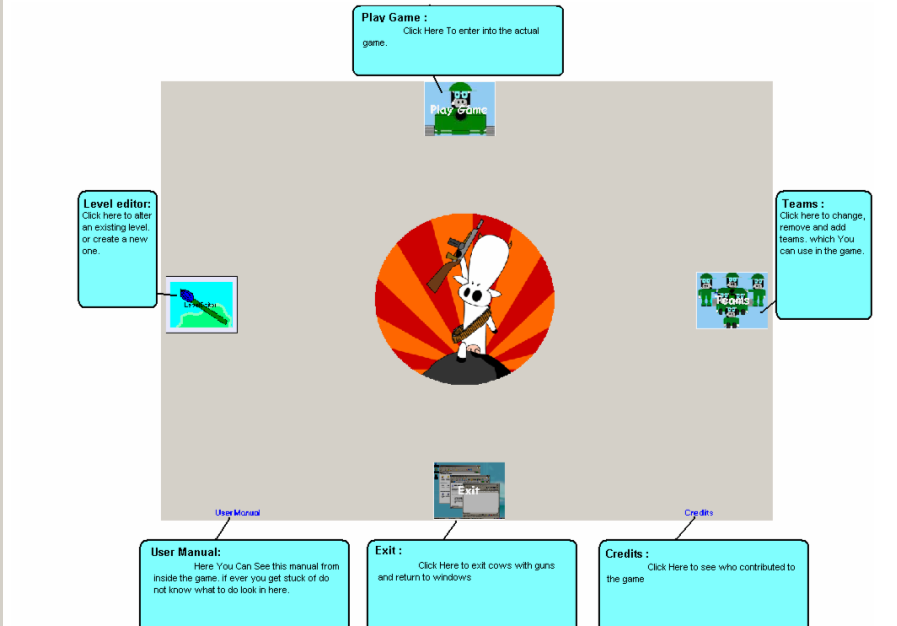 Play Game :
Click Here To enter into the actual
game.
Play Game
Level editor:
Click here to alter
an existing level.
or create a new
one.
Teams :
Click here to change,
remove and add
teams. which You
can use in the game.
Teams
Exit
User Manual
Credits
User Manual:
Here You Can See this manual from
inside the game. if ever you get stuck of do
not know what to do look in here.
Exit :
Click Here to exit cows with guns
and return to windows
Credits :
Click Here to see who contributed to
the game